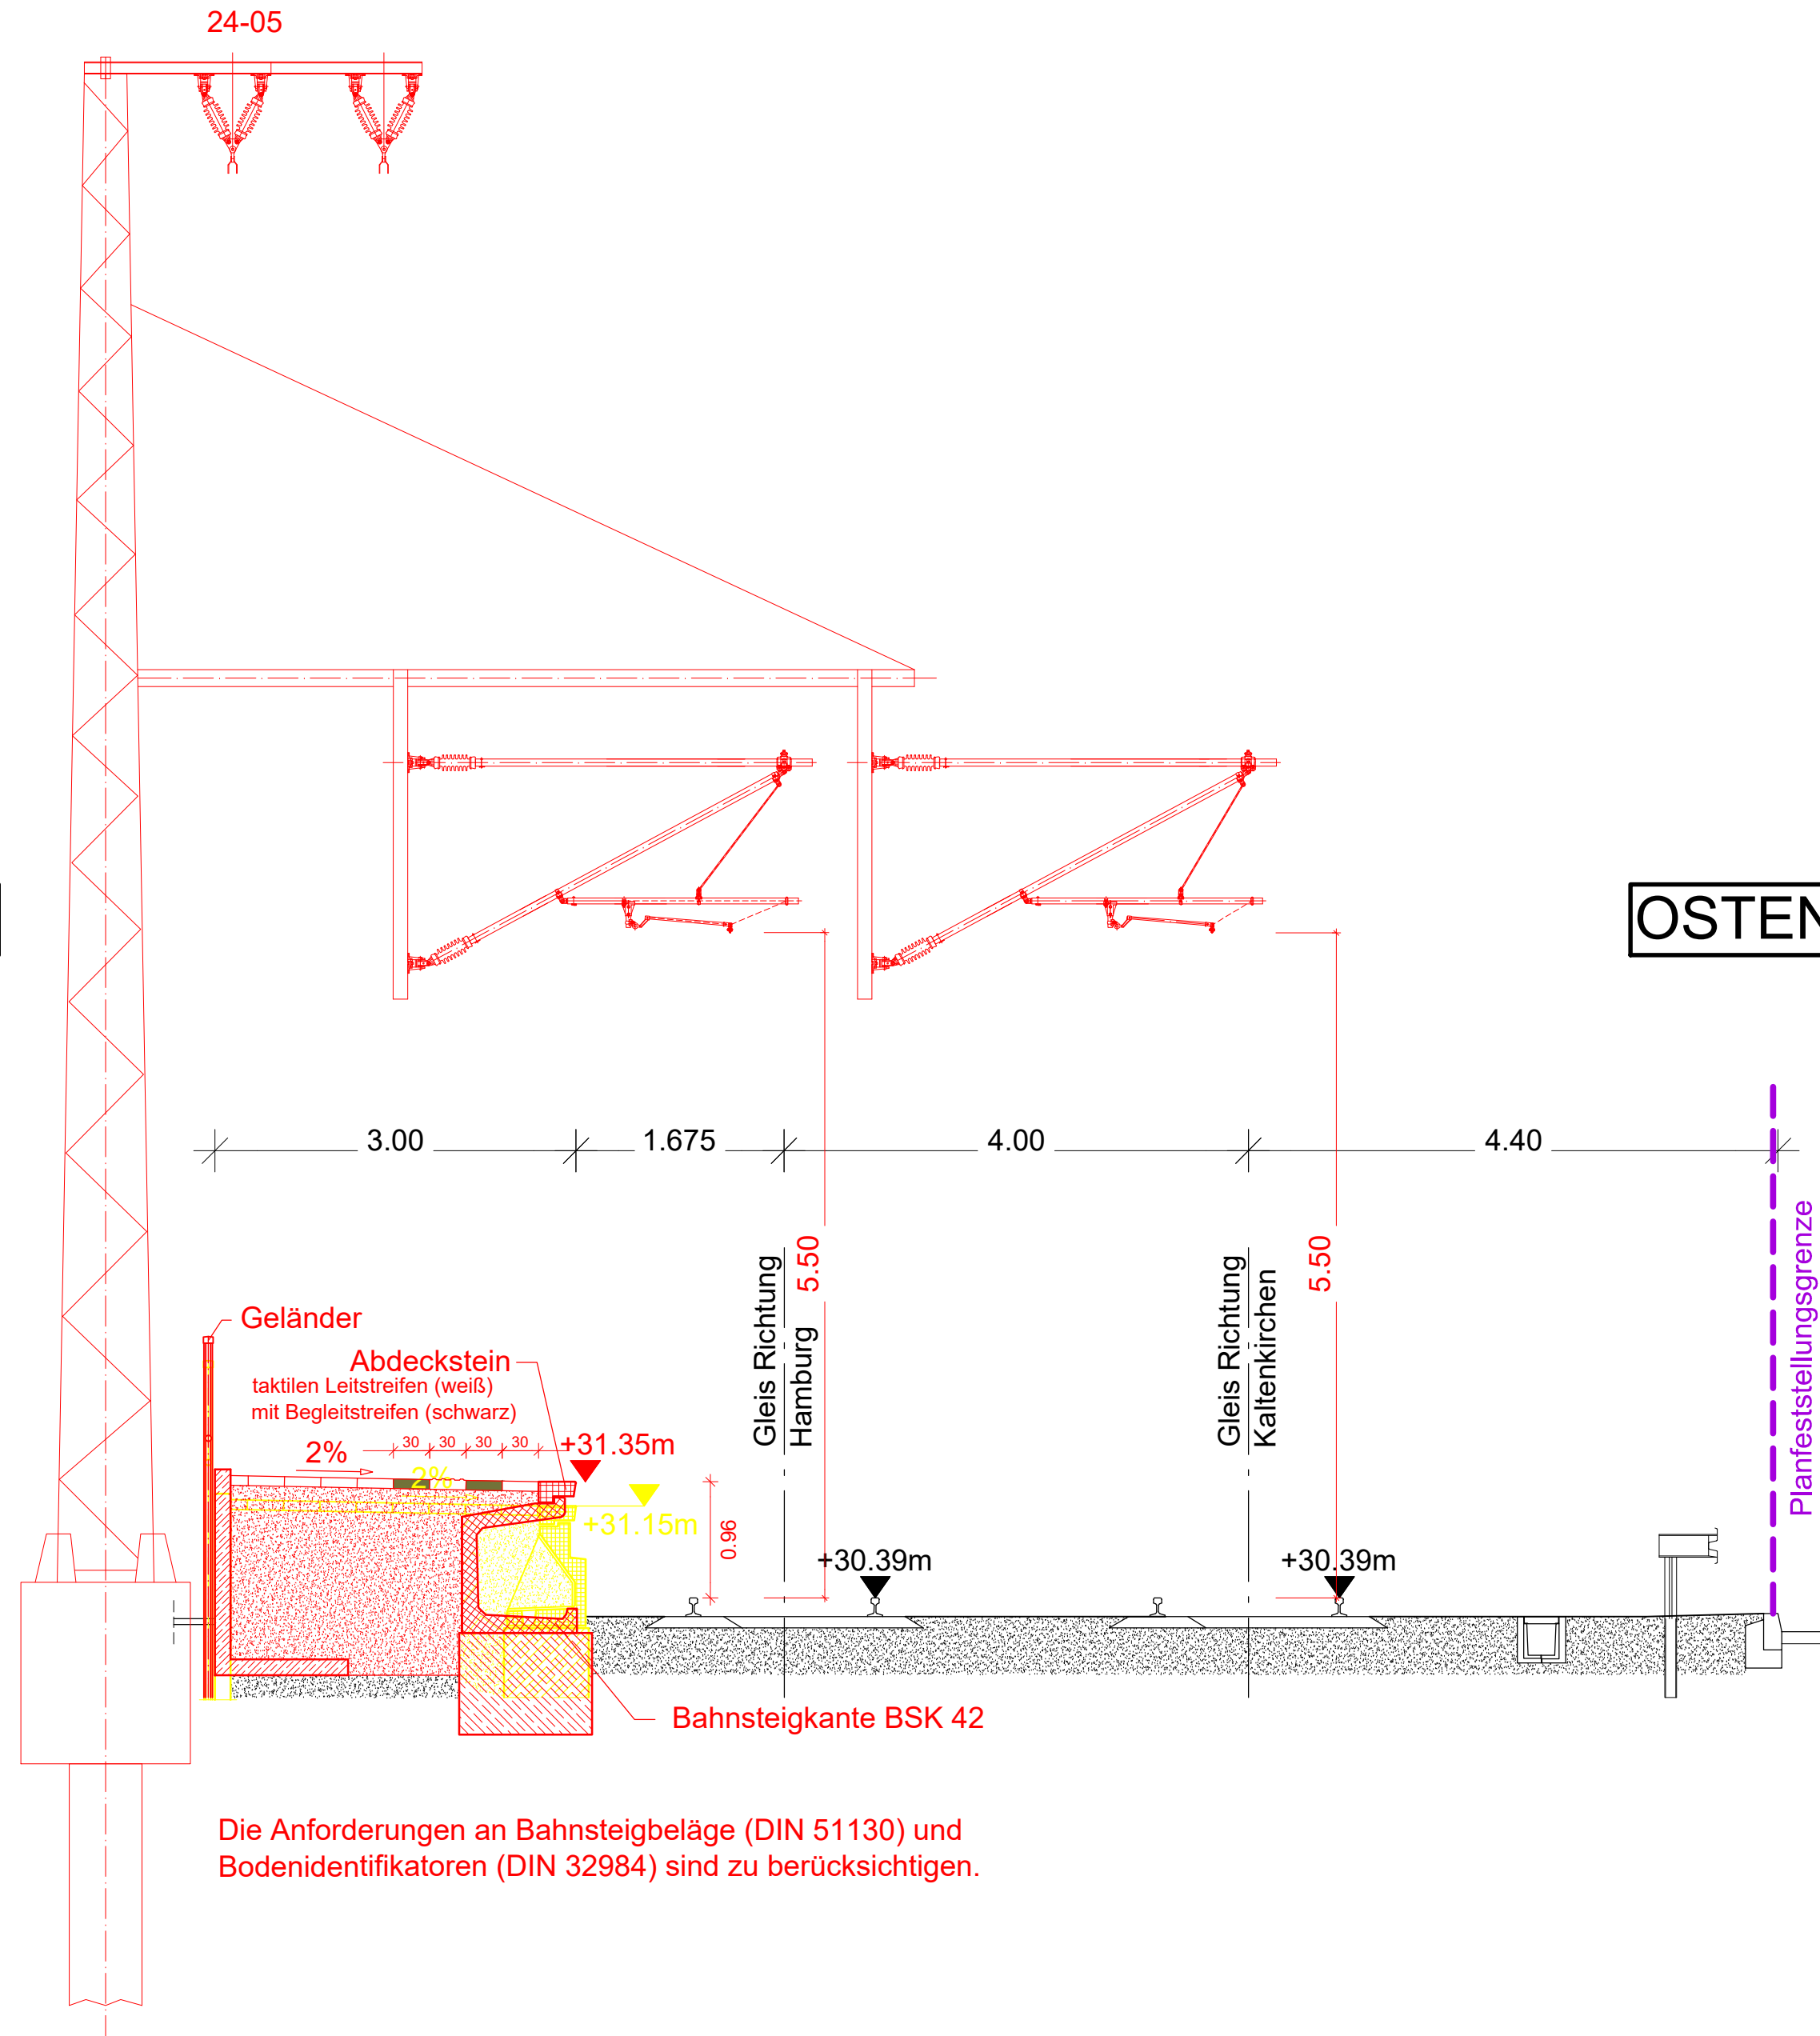 24-05
OSTEN
3.00
1.675
4.00
4.40
5.50
5.50
Gleis Richtung
Hamburg
Gleis Richtung
Kaltenkirchen
Planfeststellungsgrenze
Geländer
Abdeckstein
taktilen Leitstreifen (weiß)
mit Begleitstreifen (schwarz)
2%
30
30
30
30
+31.35m
2%
+31.15m
0.96
+30.39m
+30.39m
Bahnsteigkante BSK 42
Die Anforderungen an Bahnsteigbeläge (DIN 51130) und
Bodenidentifikatoren (DIN 32984) sind zu berücksichtigen.